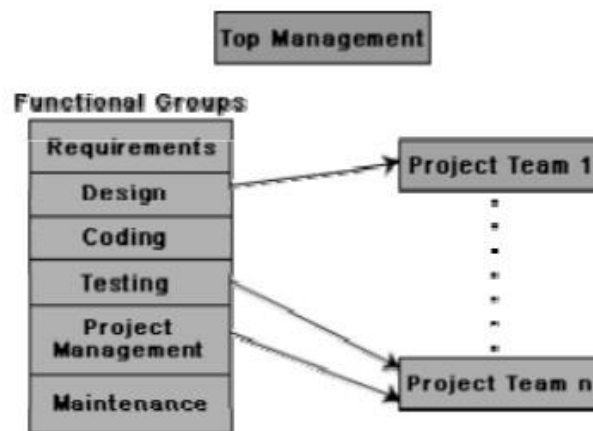 Top Management
Functional Groups
Requirements
Design
Coding
Testing
Project
Management
Maintenance
Project Team 1
Project Team n